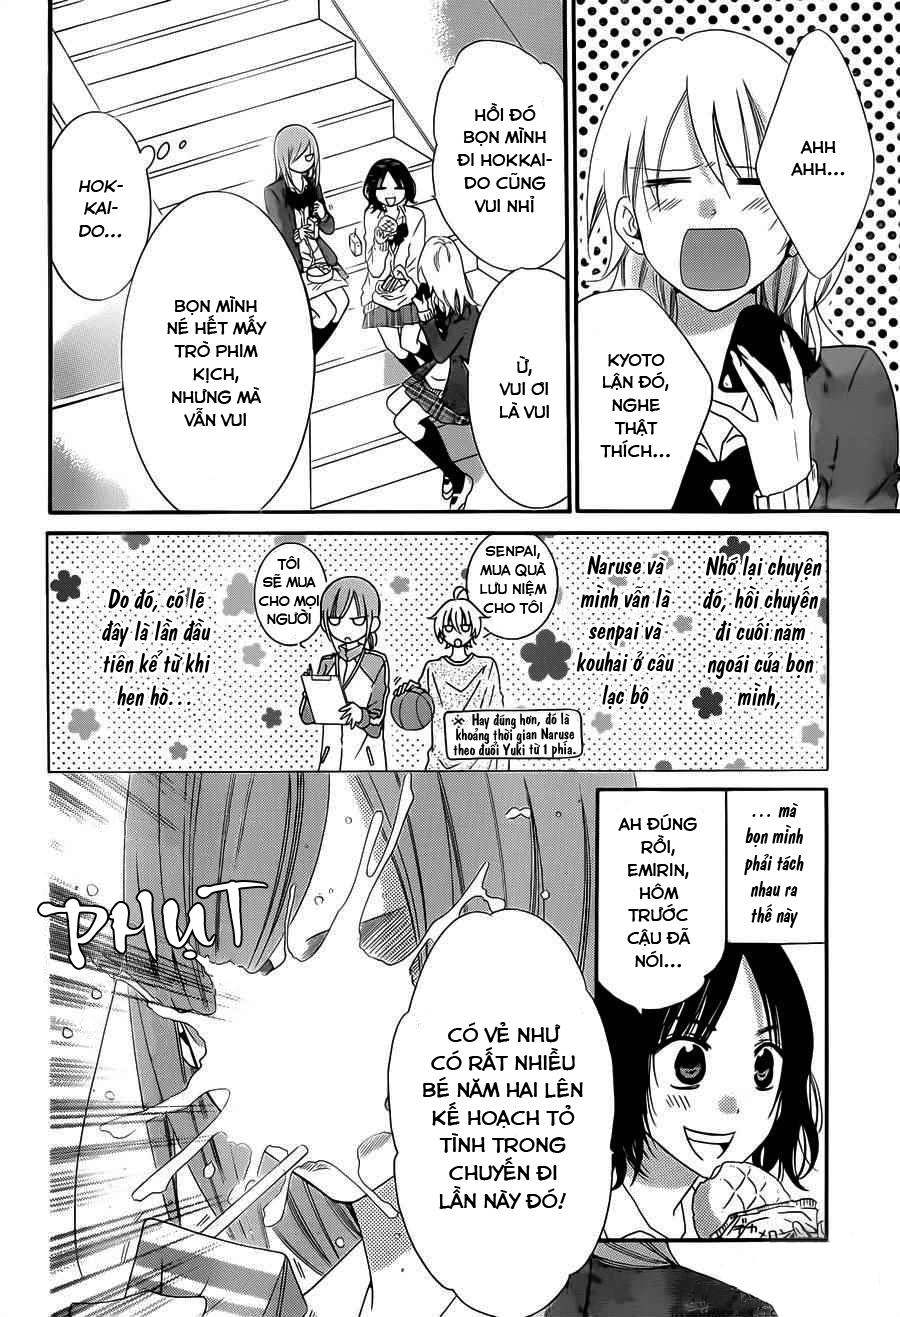 AHH
AHH...
KYOTO
LẬN ĐÓ,
NGHE
THẬT
THÍCH...
HỒI ĐÓ
BỌN MÌNH
ĐI HOKKAI-
DO CŨNG
VUI NHỈ
Ừ,
VUI ƠI
LÀ VUI
BỌN MÌNH
NÉ HẾT MẤY
TRÒ PHIM
KỊCH,
NHƯNG MÀ
VẪN VUI
HOK-
KAI-
DO...
Nhớ lại chuyện
đó, hồi chuyến
đi cuối năm
ngoái của bon
mình,
Naruse và
mình vẫn là
senpai và
kouhai ở câu
lạc bộ
SENPAI,
MUA QUÀ
LƯU NIỆM
CHO TÔI
TÔI
SẼ MUA
CHO MỌI
NGƯỜI
※ Hay đúng hơn, đó là
khoảng thời gian Naruse
theo đuổi Yuki từ 1 phía.
Do đó, có lẽ
đây là lần đầu
tiên kể từ khi
hẹn hò...
... mà
bọn mình
phải tách
nhau ra
thế này
AH ĐÚNG
RỒI,
EMIRIN,
HÔM
TRƯỚC
CẬU ĐÃ
NÓI...
CÓ VẺ NHƯ
CÓ RẤT NHIỀU
BÉ NĂM HAI LÊN
KẾ HOẠCH TỎ
TÌNH TRONG
CHUYẾN ĐI
LẦN NÀY ĐÓ!
PHỤT
デカ
メロン